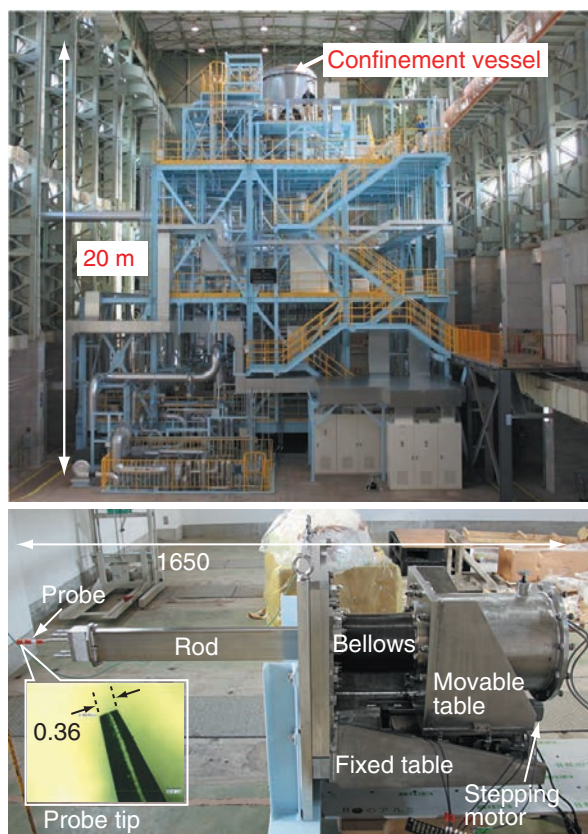 Confinement vessel
20 m
1650
Probe
Rod
Bellows
Movable
table
0.36
Fixed table
Stepping
motor
Probe tip